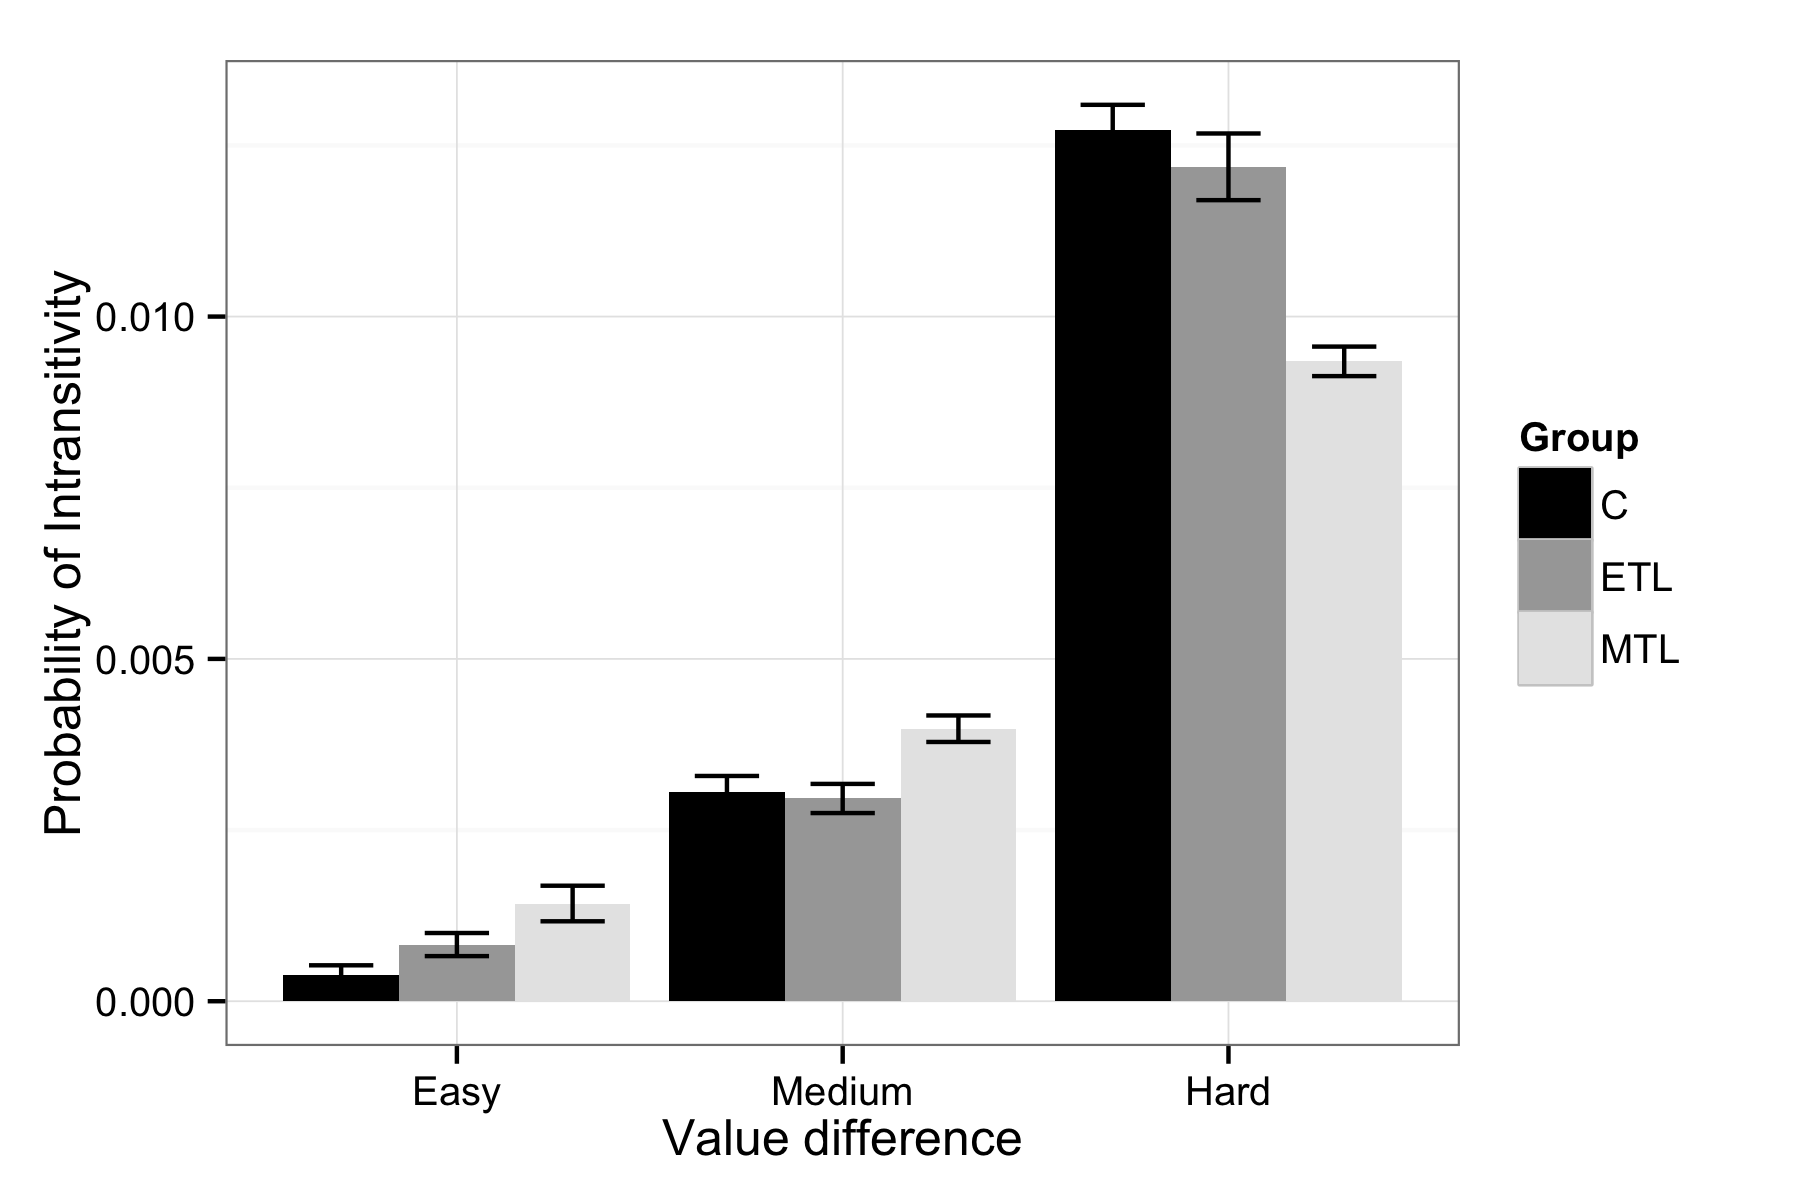 Probability of Intransitivity
0.010
0.005
0.000
Easy Medium Hard
Value difference
Group
C
ETL
MTL